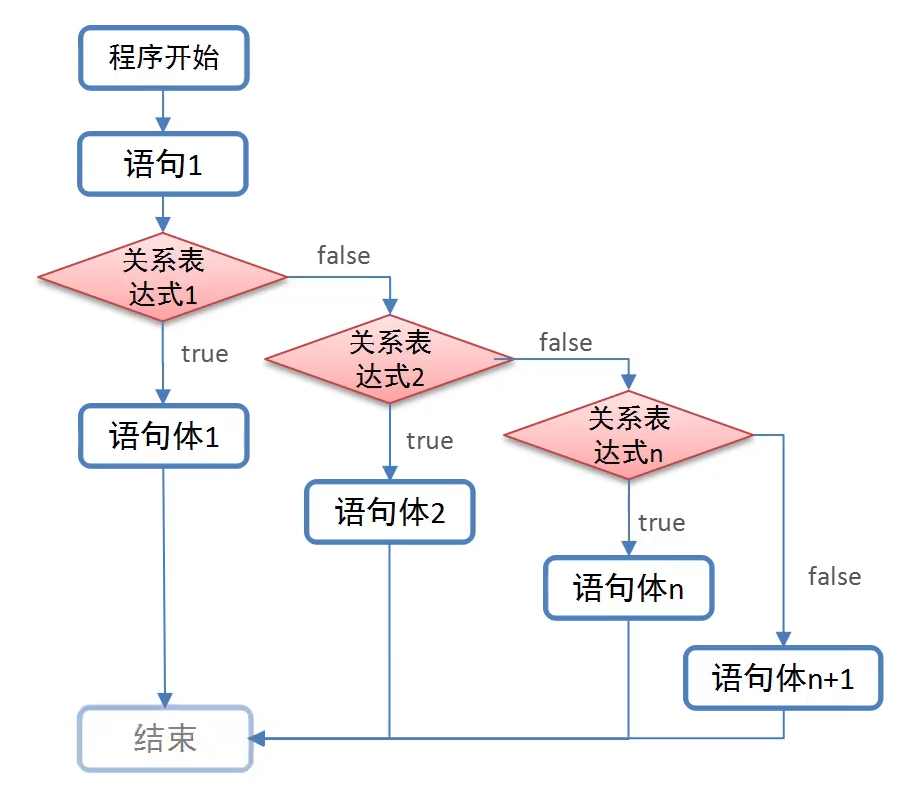 程序开始
语句1
关系表
达式1
false
true
语句体1
关系表
达式2
false
true
语句体2
关系表
达式n
true
语句体n
false
语句体n+1
结束